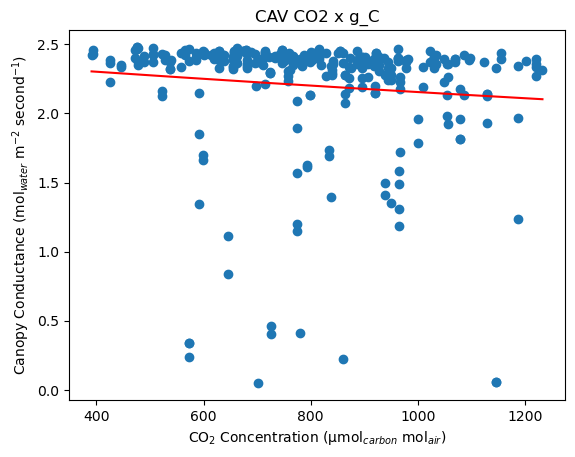 CAV CO2 x g_C
Canopy Conductance (mol_water m⁻² second⁻¹)
2.5
2.0
1.5
1.0
0.5
0.0
400 600 800 1000 1200
CO₂ Concentration (μmol_carbon mol_air)